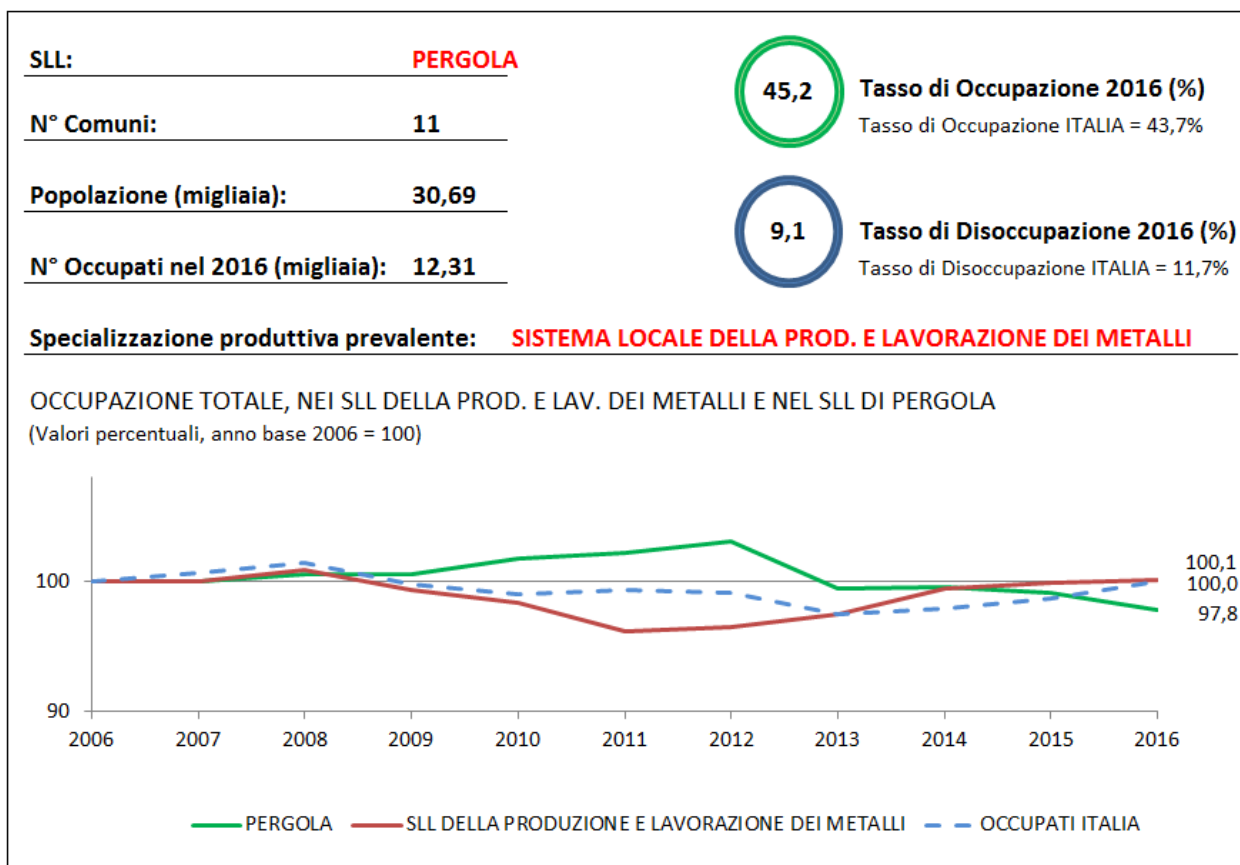 SLL: PERGOLA
N° Comuni: 11
Popolazione (migliaia): 30,69
N° Occupati nel 2016 (migliaia): 12,31
45,2
Tasso di Occupazione 2016 (%)
Tasso di Occupazione ITALIA = 43,7%
9,1
Tasso di Disoccupazione 2016 (%)
Tasso di Disoccupazione ITALIA = 11,7%
Specializzazione produttiva prevalente: SISTEMA LOCALE DELLA PROD. E LAVORAZIONE DEI METALLI
OCCUPAZIONE TOTALE, NEI SLL DELLA PROD. E LAV. DEI METALLI E NEL SLL DI PERGOLA
(Valori percentuali, anno base 2006 = 100)
100
90
100,1
100,0
97,8
2006 2007 2008 2009 2010 2011 2012 2013 2014 2015 2016
PERGOLA SLL DELLA PRODUZIONE E LAVORAZIONE DEI METALLI OCCUPATI ITALIA